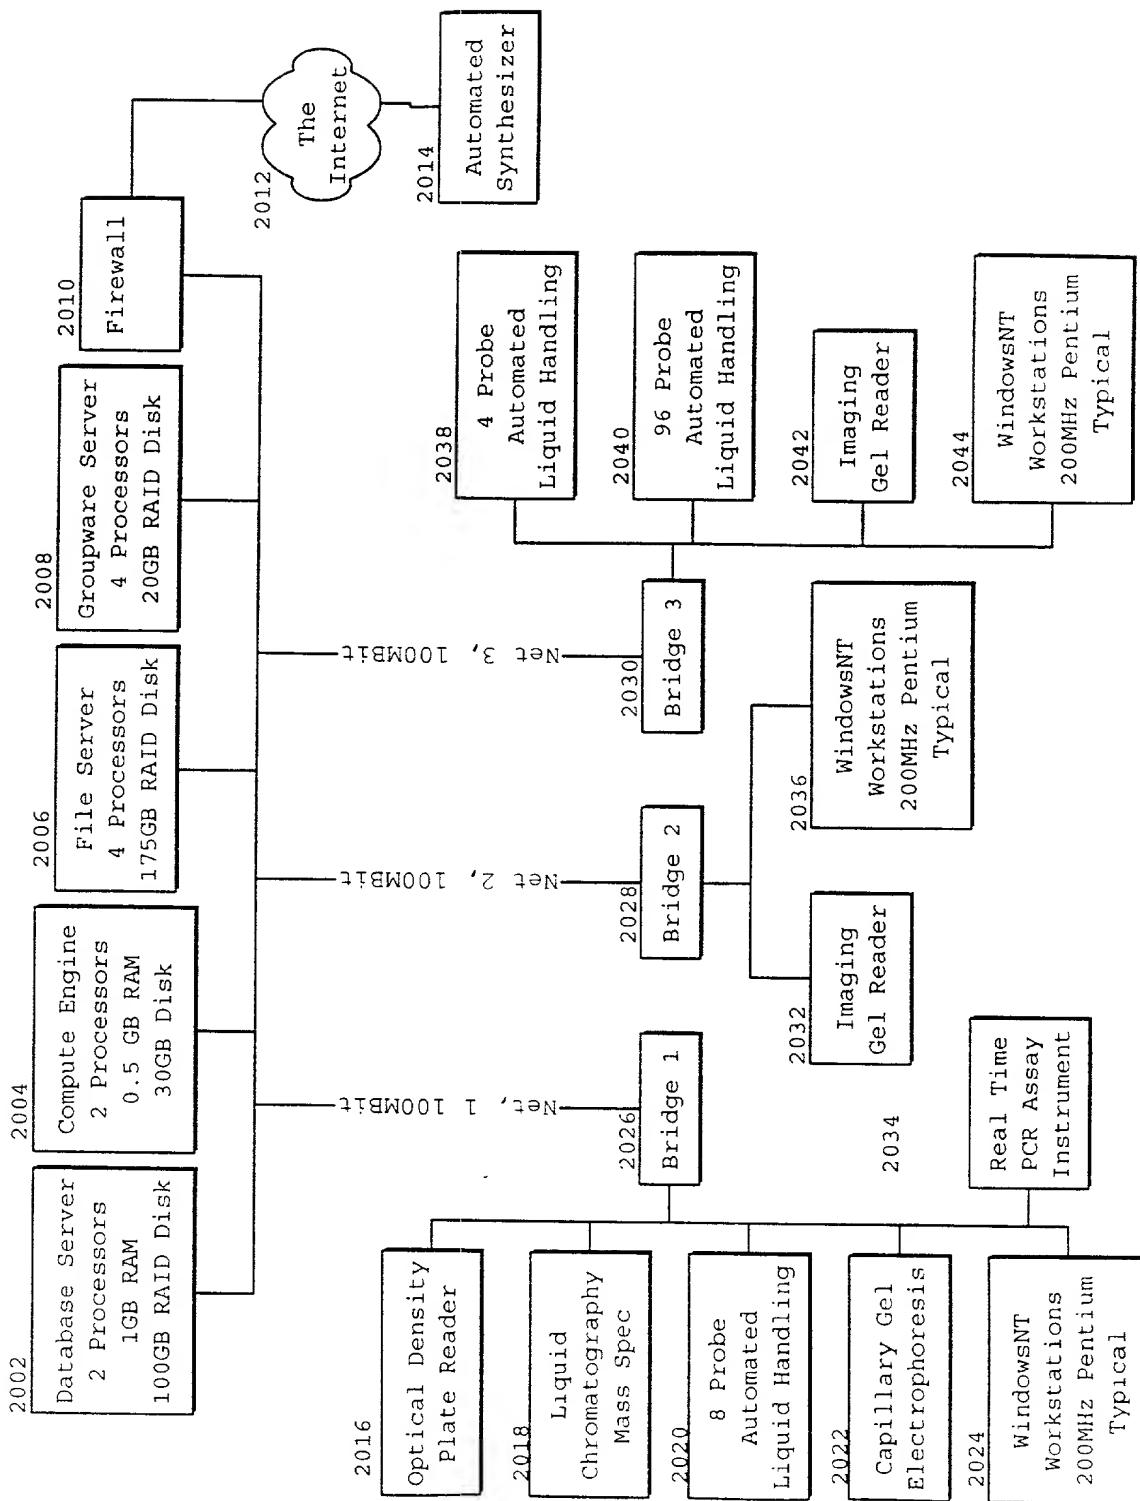 2002
Database Server
2 Processors
1GB RAM
100GB RAID Disk
2004
Compute Engine
2 Processors
0.5 GB RAM
30GB Disk
2006
File Server
4 Processors
175GB RAID Disk
2008
Groupware Server
4 Processors
20GB RAID Disk
2010
Firewall
2012
The
Internet
2014
Automated
Synthesizer
Net, 1 100MBit
Net 2, 100MBit
Net 3, 100MBit
2026
Bridge 1
2028
Bridge 2
2030
Bridge 3
2016
Optical Density
Plate Reader
2018
Liquid
Chromatography
Mass Spec
2020
8 Probe
Automated
Liquid Handling
2022
Capillary Gel
Electrophoresis
2024
WindowsNT
Workstations
200MHz Pentium
Typical
2034
Real Time
PCR Assay
Instrument
2032
Imaging
Gel Reader
2036
WindowsNT
Workstations
200MHz Pentium
Typical
2038
4 Probe
Automated
Liquid Handling
2040
96 Probe
Automated
Liquid Handling
2042
Imaging
Gel Reader
2044
WindowsNT
Workstations
200MHz Pentium
Typical